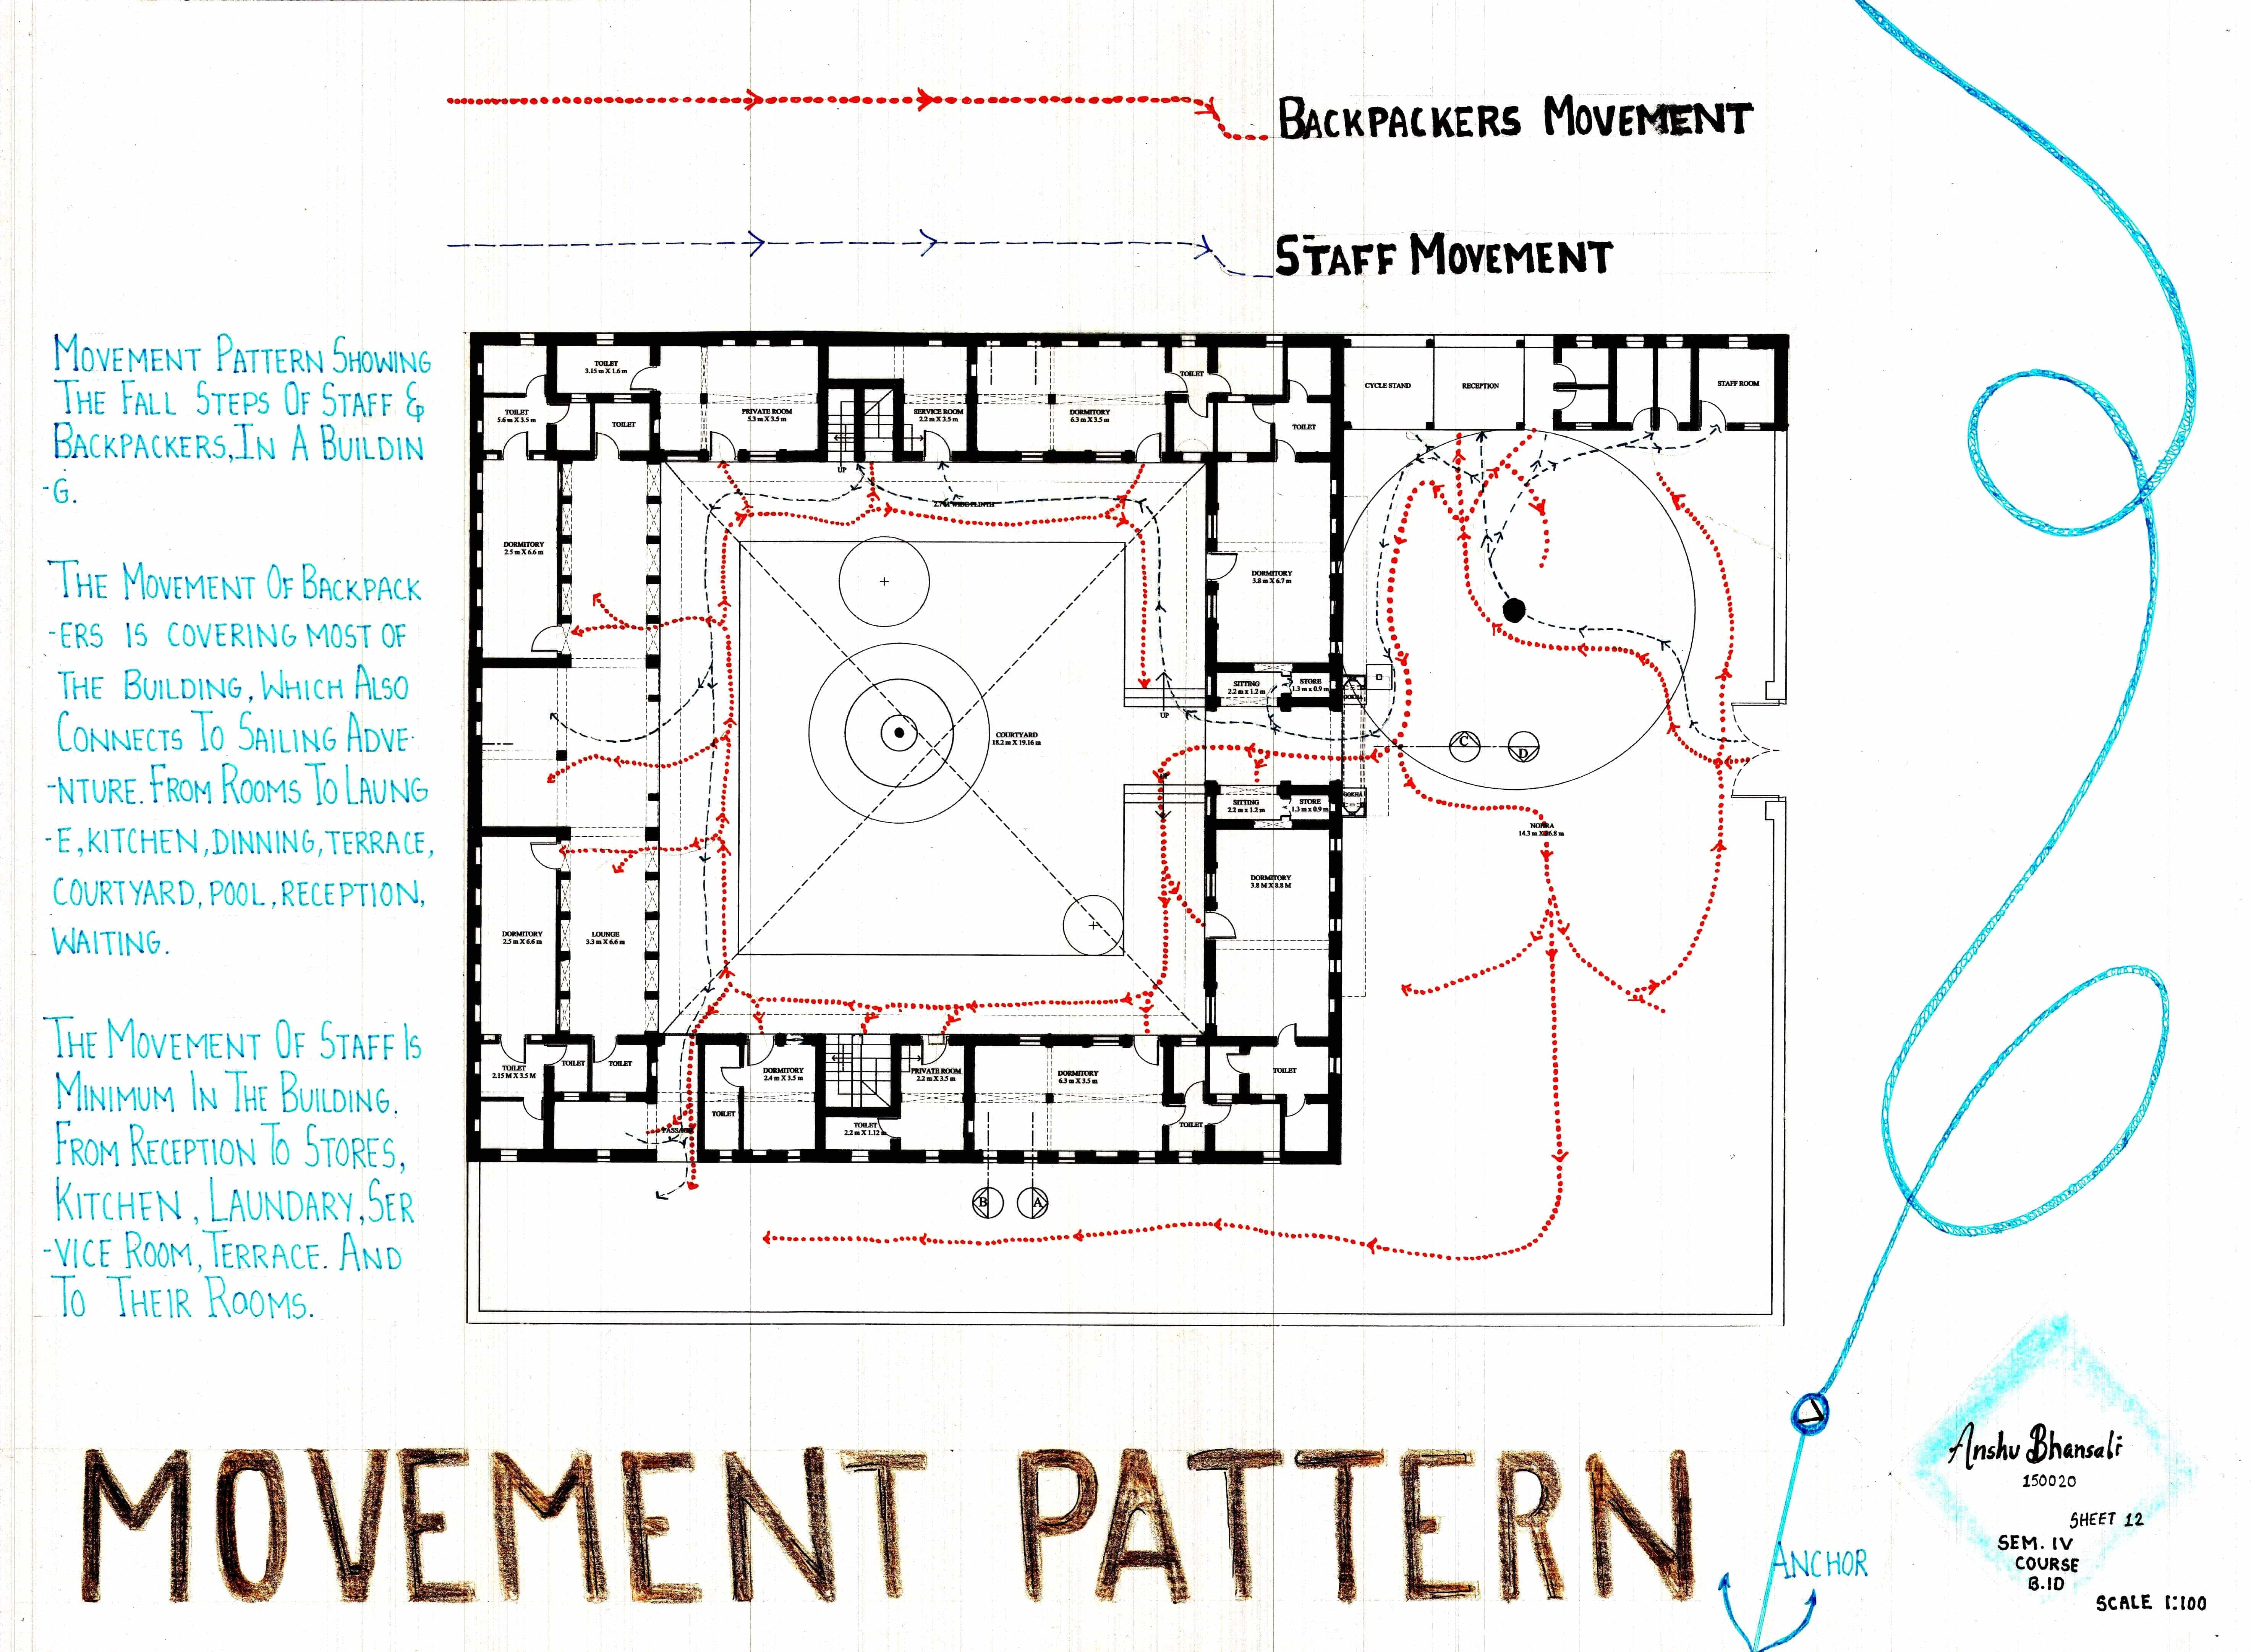 BACKPACKERS MOVEMENT
STAFF MOVEMENT
MOVEMENT PATTERN SHOWING
THE FALL STEPS OF STAFF &
BACKPACKERS, IN A BUILDIN
-G.
THE MOVEMENT OF BACKPACK
-ERS IS COVERING MOST OF
THE BUILDING, WHICH ALSO
CONNECTS TO SAILING ADVE-
-NTURE. FROM ROOMS TO LAUNG
-E, KITCHEN, DINNING, TERRACE,
COURTYARD, POOL, RECEPTION,
WAITING.
THE MOVEMENT OF STAFF IS
MINIMUM IN THE BUILDING.
FROM RECEPTION TO STORES,
KITCHEN, LAUNDARY, SER
-VICE ROOM, TERRACE. AND
TO THEIR ROOMS.
TOILET
3.15 m X 1.6 m
TOILET
5.6 m X 3.5 m
TOILET
PRIVATE ROOM
5.3 m X 3.5 m
UP
SERVICE ROOM
2.2 m X 3.5 m
DORMITORY
6.3 m X 3.5 m
TOILET
TOILET
CYCLE STAND
RECEPTION
STAFF ROOM
WIDE PLINTH
DORMITORY
2.5 m X 6.6 m
DORMITORY
3.8 m X 6.7 m
SITTING
2.2 m x 1.2 m
STORE
1.3 m x 0.9 m
UP
COURTYARD
18.2 m X 19.16 m
C
D
SITTING
2.2 m x 1.2 m
STORE
1.3 m x 0.9 m
GOKHA
NOHRA
14.3 m X 26.8 m
DORMITORY
3.8 M X 8.8 M
DORMITORY
2.5 m X 6.6 m
LOUNGE
3.3 m X 6.6 m
TOILET
2.15 M X 3.5 M
TOILET
TOILET
PASSAGE
TOILET
DORMITORY
2.4 m X 3.5 m
TOILET
2.2 m X 1.12 m
PRIVATE ROOM
2.2 m X 3.5 m
DORMITORY
6.3 m X 3.5 m
TOILET
TOILET
B
A
MOVEMENT PATTERN
ANCHOR
Anshu Bhansali
150020
SHEET 12
SEM. IV
COURSE
B.ID
SCALE 1:100